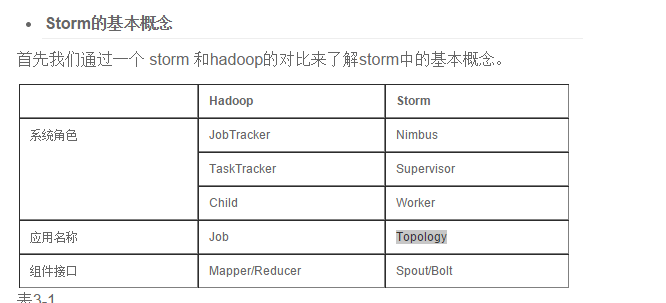 Storm的基本概念
首先我们通过一个 storm 和hadoop的对比来了解storm中的基本概念。
Hadoop Storm
系统角色 JobTracker Nimbus
TaskTracker Supervisor
Child Worker
应用名称 Job Topology
组件接口 Mapper/Reducer Spout/Bolt
表3-1